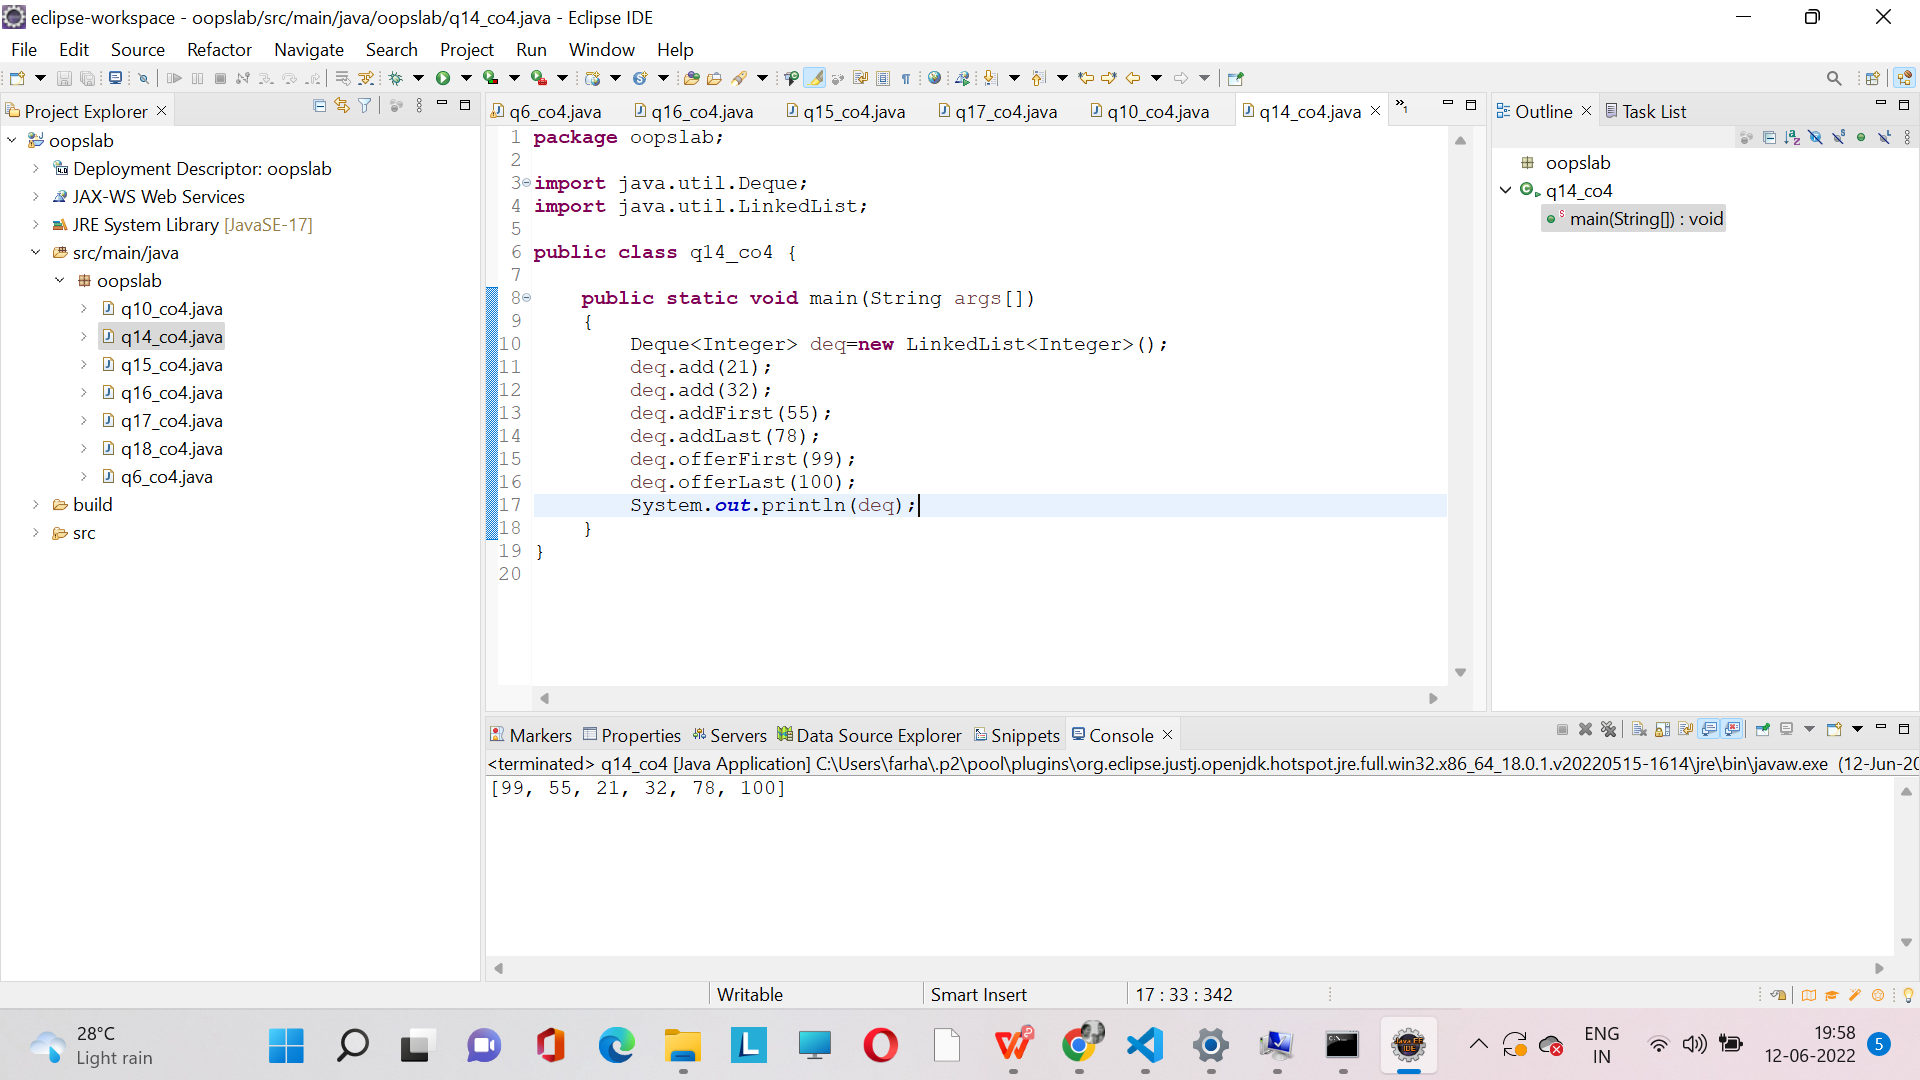 eclipse-workspace - oopslab/src/main/java/oopslab/q14_co4.java - Eclipse IDE
File Edit Source Refactor Navigate Search Project Run Window Help
Project Explorer
oopslab
Deployment Descriptor: oopslab
JAX-WS Web Services
JRE System Library [JavaSE-17]
src/main/java
oopslab
q10_co4.java
q14_co4.java
q15_co4.java
q16_co4.java
q17_co4.java
q18_co4.java
q6_co4.java
build
src
q6_co4.java q16_co4.java q15_co4.java q17_co4.java q10_co4.java q14_co4.java »1
1 package oopslab;
2
3 import java.util.Deque;
4 import java.util.LinkedList;
5
6 public class q14_co4 {
7
8 public static void main(String args[])
9 {
10 Deque<Integer> deq=new LinkedList<Integer>();
11 deq.add(21);
12 deq.add(32);
13 deq.addFirst(55);
14 deq.addLast(78);
15 deq.offerFirst(99);
16 deq.offerLast(100);
17 System.out.println(deq);
18 }
19 }
20
Outline Task List
oopslab
q14_co4
main(String[]) : void
Markers Properties Servers Data Source Explorer Snippets Console
<terminated> q14_co4 [Java Application] C:\Users\farha\.p2\pool\plugins\org.eclipse.justj.openjdk.hotspot.jre.full.win32.x86_64_18.0.1.v20220515-1614\jre\bin\javaw.exe (12-Jun-20
[99, 55, 21, 32, 78, 100]
Writable Smart Insert 17 : 33 : 342
28°C
Light rain
ENG
IN
19:58
12-06-2022
5